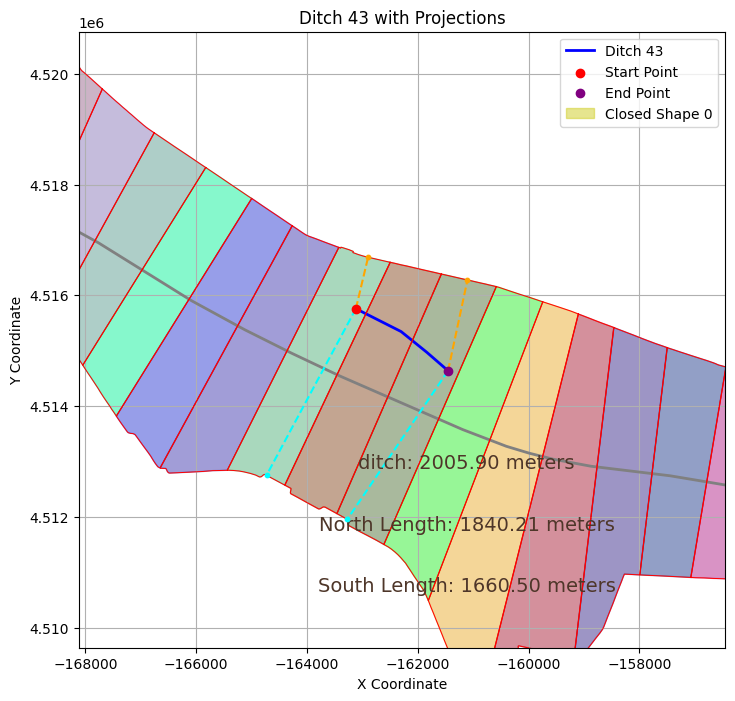 Ditch 43 with Projections
1e6
Ditch 43
Start Point
End Point
Closed Shape 0
4.520
4.518
4.516
4.514
4.512
4.510
Y Coordinate
ditch: 2005.90 meters
North Length: 1840.21 meters
South Length: 1660.50 meters
−168000 −166000 −164000 −162000 −160000 −158000
X Coordinate